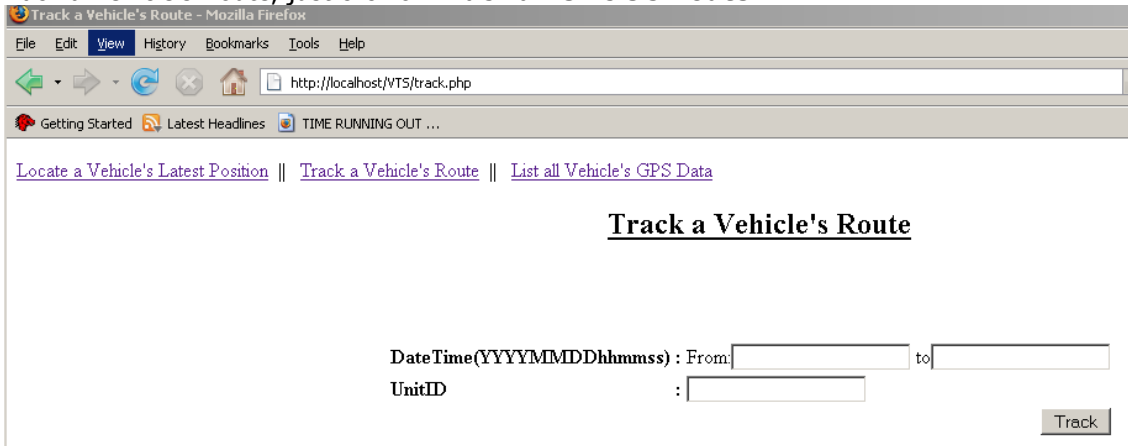 Track a Vehicle's Route - Mozilla Firefox
File Edit View History Bookmarks Tools Help
http://localhost/VTS/track.php
Getting Started Latest Headlines TIME RUNNING OUT ...
Locate a Vehicle's Latest Position || Track a Vehicle's Route || List all Vehicle's GPS Data
Track a Vehicle's Route
DateTime(YYYYMMDDhhmmss) : From: to
UnitID :
Track